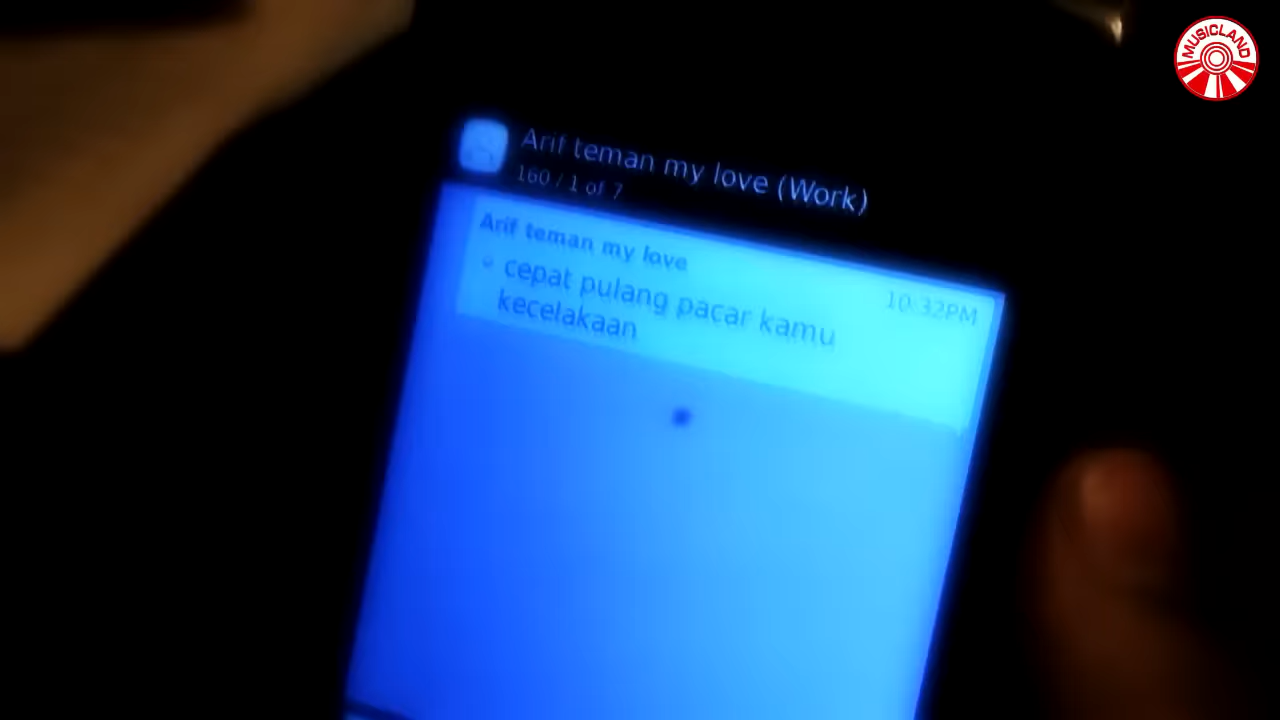 MUSICLAND
Arif teman my love (Work)
160 / 1 of 7
Arif teman my love
10:32PM
cepat pulang pacar kamu
kecelakaan